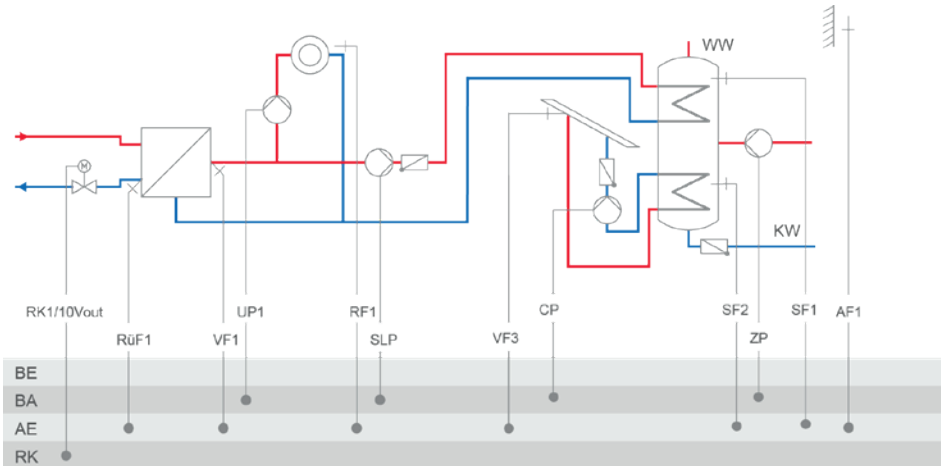 WW
M
KW
RK1/10Vout UP1 RF1 CP SF2 SF1 AF1
RüF1 VF1 SLP VF3 ZP
BE
BA
AE
RK